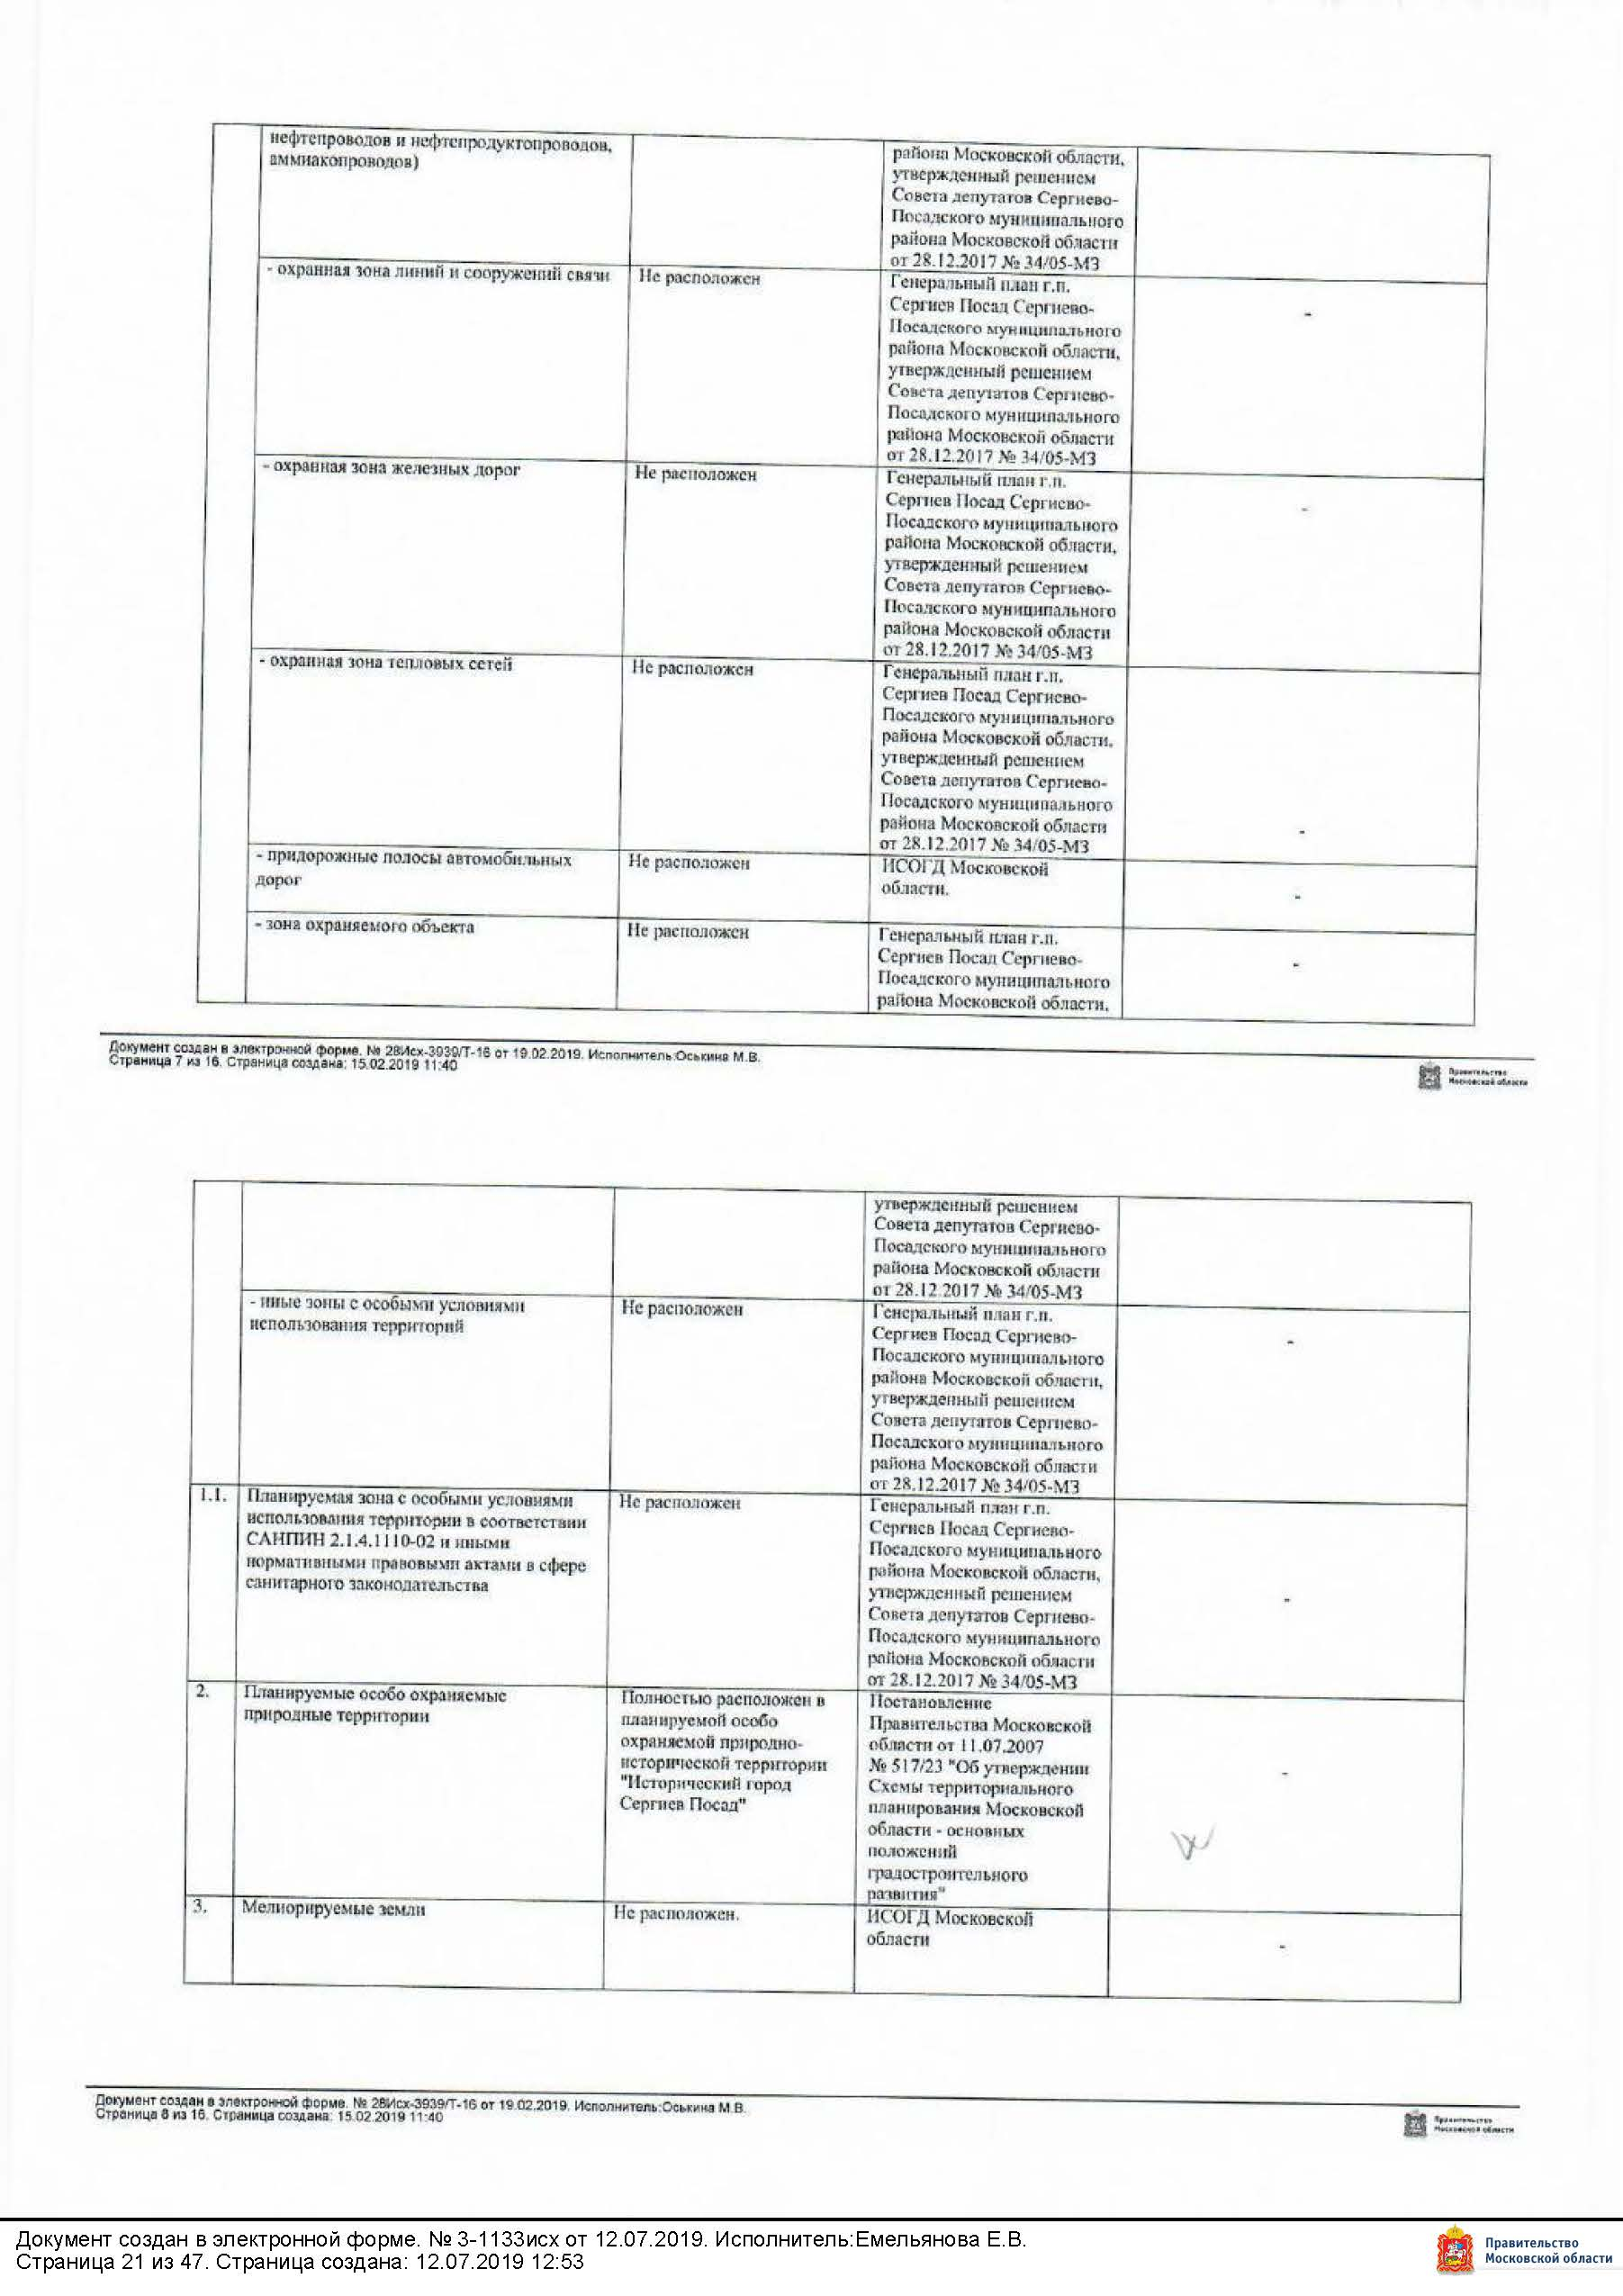 нефтепроводов и нефтепродуктопроводов,
аммиакопроводов)
района Московской области,
утвержденный решением
Совета депутатов Сергиево-
Посадского муниципального
района Московской области
от 28.12.2017 № 34/05-МЗ
- охранная зона линий и сооружений связи
Не расположен
Генеральный план г.п.
Сергиев Посад Сергиево-
Посадского муниципального
района Московской области,
утвержденный решением
Совета депутатов Сергиево-
Посадского муниципального
района Московской области
от 28.12.2017 № 34/05-МЗ
-
- охранная зона железных дорог
Не расположен
Генеральный план г.п.
Сергиев Посад Сергиево-
Посадского муниципального
района Московской области,
утвержденный решением
Совета депутатов Сергиево-
Посадского муниципального
района Московской области
от 28.12.2017 № 34/05-МЗ
-
- охранная зона тепловых сетей
Не расположен
Генеральный план г.п.
Сергиев Посад Сергиево-
Посадского муниципального
района Московской области,
утвержденный решением
Совета депутатов Сергиево-
Посадского муниципального
района Московской области
от 28.12.2017 № 34/05-МЗ
-
- придорожные полосы автомобильных
дорог
Не расположен
ИСОГД Московской
области.
-
- зона охраняемого объекта
Не расположен
Генеральный план г.п.
Сергиев Посад Сергиево-
Посадского муниципального
района Московской области,
-
Документ создан в электронной форме. № 28Исх-3939/Т-16 от 19.02.2019. Исполнитель:Оськина М.В.
Страница 7 из 16. Страница создана: 15.02.2019 11:40
Правительство
Московской области
утвержденный решением
Совета депутатов Сергиево-
Посадского муниципального
района Московской области
от 28.12.2017 № 34/05-МЗ
- иные зоны с особыми условиями
использования территорий
Не расположен
Генеральный план г.п.
Сергиев Посад Сергиево-
Посадского муниципального
района Московской области,
утвержденный решением
Совета депутатов Сергиево-
Посадского муниципального
района Московской области
от 28.12.2017 № 34/05-МЗ
-
1.1.
Планируемая зона с особыми условиями
использования территории в соответствии
САНПИН 2.1.4.1110-02 и иными
нормативными правовыми актами в сфере
санитарного законодательства
Не расположен
Генеральный план г.п.
Сергиев Посад Сергиево-
Посадского муниципального
района Московской области,
утвержденный решением
Совета депутатов Сергиево-
Посадского муниципального
района Московской области
от 28.12.2017 № 34/05-МЗ
-
2.
Планируемые особо охраняемые
природные территории
Полностью расположен в
планируемой особо
охраняемой природно-
исторической территории
"Исторический город
Сергиев Посад"
Постановление
Правительства Московской
области от 11.07.2007
№ 517/23 "Об утверждении
Схемы территориального
планирования Московской
области - основных
положений
градостроительного
развития"
-
3.
Мелиорируемые земли
Не расположен.
ИСОГД Московской
области
-
Документ создан в электронной форме. № 28Исх-3939/Т-16 от 19.02.2019. Исполнитель:Оськина М.В.
Страница 8 из 16. Страница создана: 15.02.2019 11:40
Правительство
Московской области
Документ создан в электронной форме. № 3-1133исх от 12.07.2019. Исполнитель:Емельянова Е.В.
Страница 21 из 47. Страница создана: 12.07.2019 12:53
Правительство
Московской области